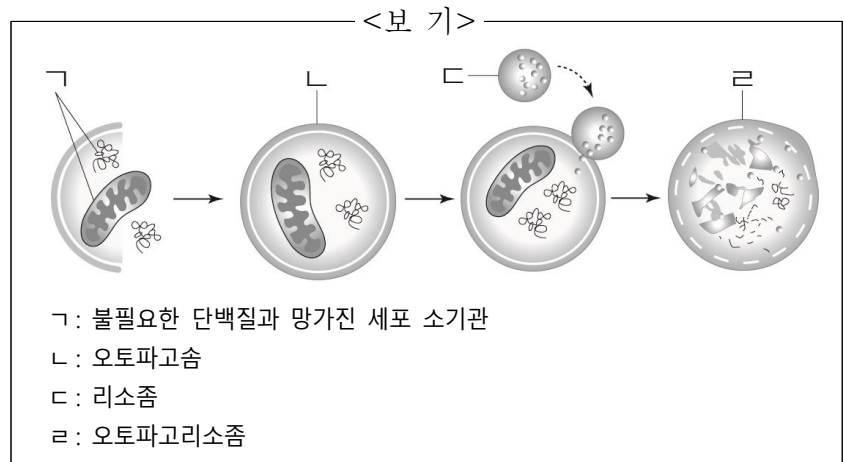 <보 기>
ㄱ ㄴ ㄷ ㄹ
ㄱ: 불필요한 단백질과 망가진 세포 소기관
ㄴ: 오토파고솜
ㄷ: 리소좀
ㄹ: 오토파고리소좀